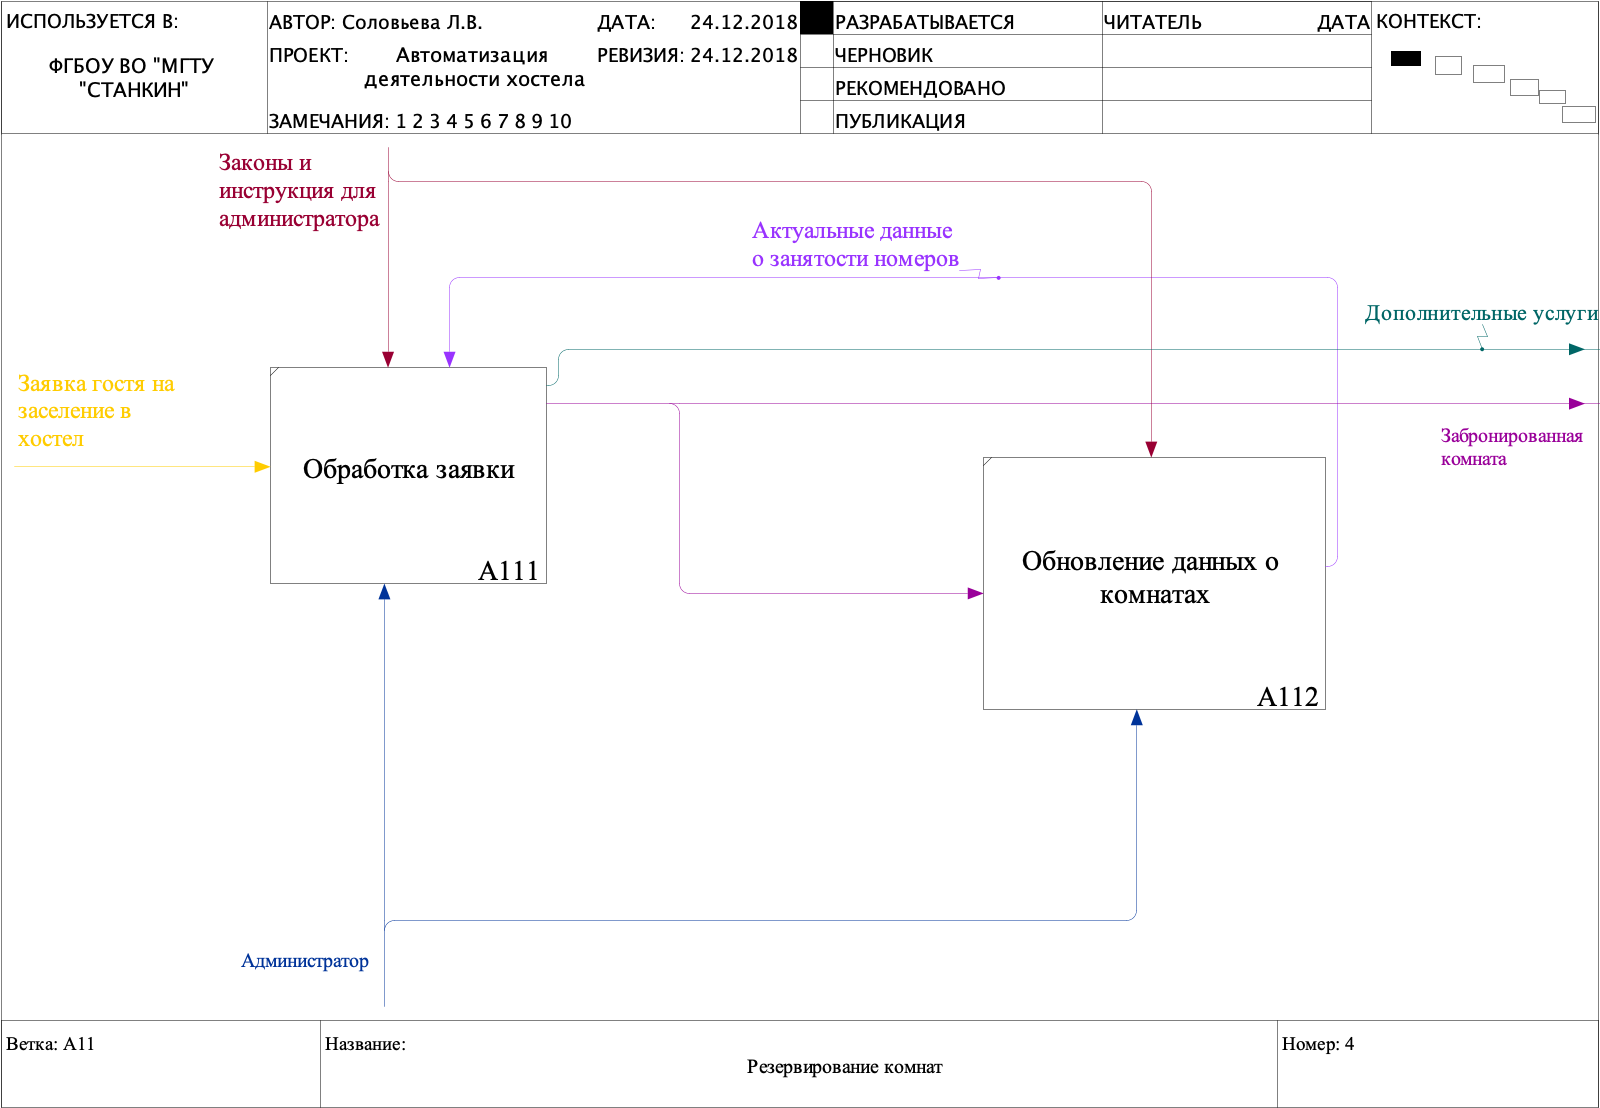 ИСПОЛЬЗУЕТСЯ В:
ФГБОУ ВО "МГТУ
"СТАНКИН"
АВТОР: Соловьева Л.В.
ДАТА: 24.12.2018
ПРОЕКТ: Автоматизация
деятельности хостела
РЕВИЗИЯ: 24.12.2018
ЗАМЕЧАНИЯ: 1 2 3 4 5 6 7 8 9 10
РАЗРАБАТЫВАЕТСЯ
ЧЕРНОВИК
РЕКОМЕНДОВАНО
ПУБЛИКАЦИЯ
ЧИТАТЕЛЬ ДАТА
КОНТЕКСТ:
Законы и
инструкция для
администратора
Актуальные данные
о занятости номеров
Дополнительные услуги
Заявка гостя на
заселение в
хостел
Обработка заявки
A111
Забронированная
комната
Обновление данных о
комнатах
A112
Администратор
Ветка: A11
Название:
Резервирование комнат
Номер: 4